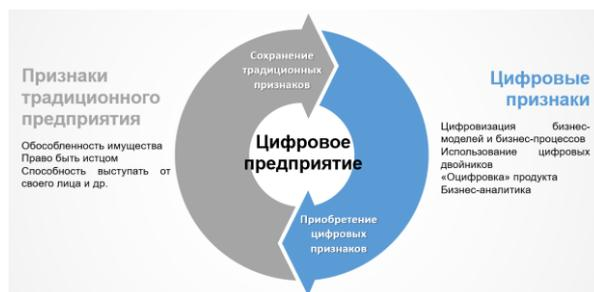 Признаки
традиционного
предприятия
Обособленность имущества
Право быть истцом
Способность выступать от
своего лица и др.
Сохранение
традиционных
признаков
Цифровое
предприятие
Приобретение
цифровых
признаков
Цифровые
признаки
Цифровизация бизнес-
моделей и бизнес-процессов
Использование цифровых
двойников
«Оцифровка» продукта
Бизнес-аналитика